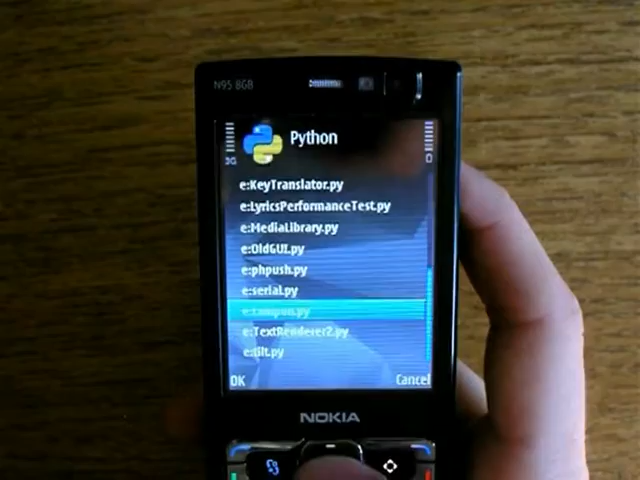 N95 8GB
Python
3G
e:KeyTranslator.py
e:LyricsPerformanceTest.py
e:MediaLibrary.py
e:OldGUI.py
e:phpush.py
e:serial.py
e:TextRenderer2.py
e:tilt.py
OK
Cancel
NOKIA